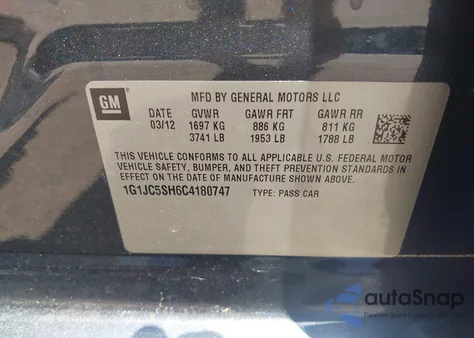 GM
MFD BY GENERAL MOTORS LLC
DATE GVWR GAWR FRT GAWR RR
03/12 1697 KG 886 KG 811 KG
3741 LB 1953 LB 1788 LB
THIS VEHICLE CONFORMS TO ALL APPLICABLE U.S. FEDERAL MOTOR
VEHICLE SAFETY, BUMPER, AND THEFT PREVENTION STANDARDS
IN EFFECT ON THE DATE OF MANUFACTURE SHOWN ABOVE.
1G1JC5SH6C4180747 TYPE: PASS CAR
autoSnap